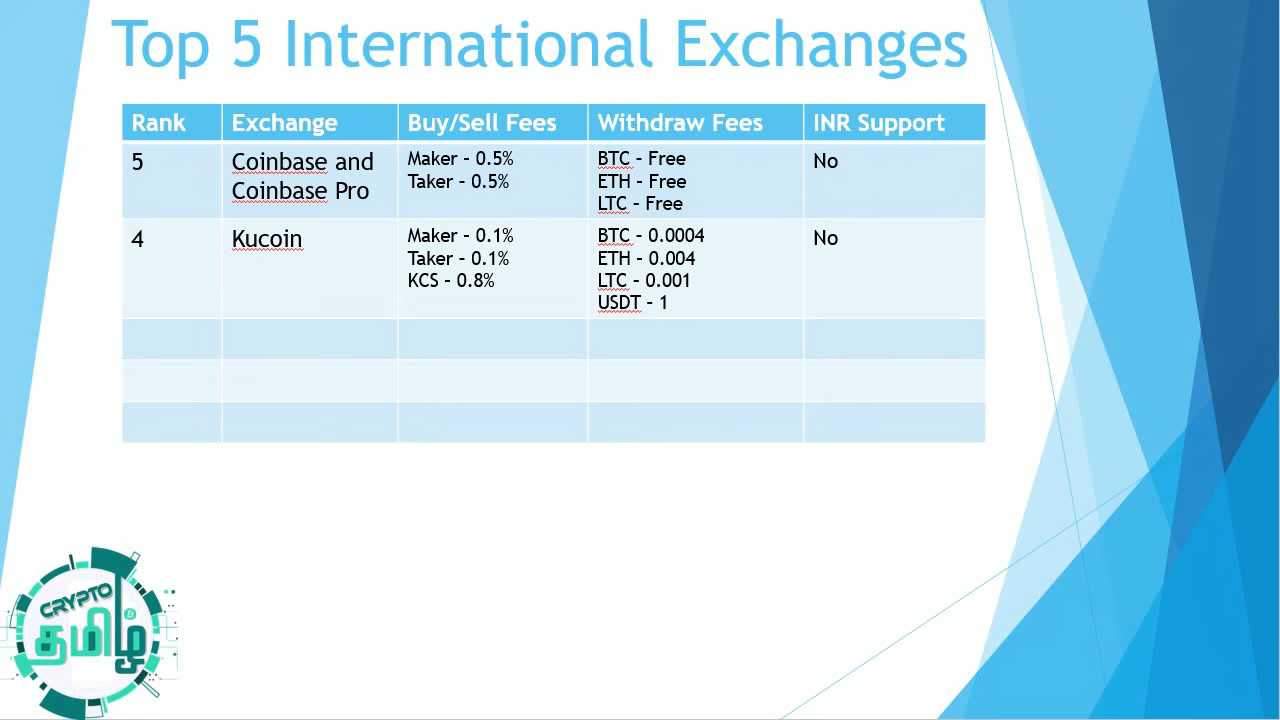 Top 5 International Exchanges
Rank Exchange Buy/Sell Fees Withdraw Fees INR Support
5 Coinbase and Coinbase Pro Maker – 0.5% Taker – 0.5% BTC – Free ETH – Free LTC – Free No
4 Kucoin Maker – 0.1% Taker – 0.1% KCS – 0.8% BTC – 0.0004 ETH – 0.004 LTC – 0.001 USDT – 1 No
CRYPTO
தமிழ்